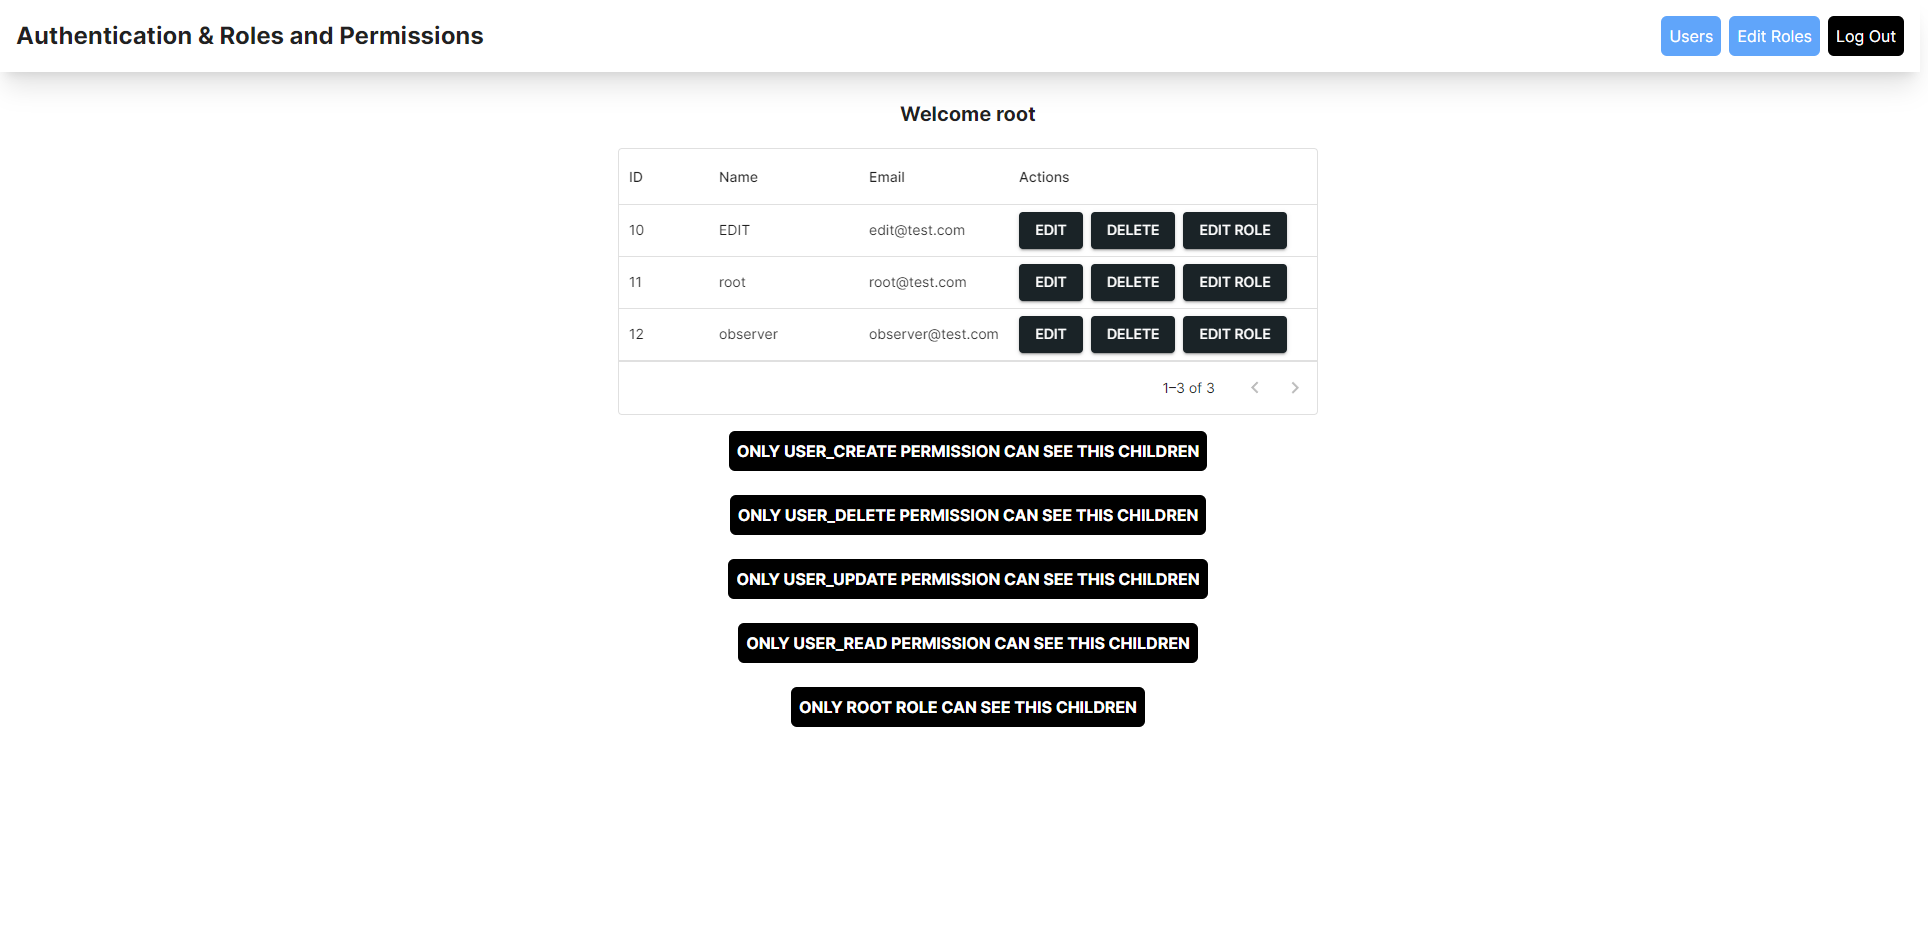 Authentication & Roles and Permissions Users Edit Roles Log Out
Welcome root
ID Name Email Actions
10 EDIT edit@test.com EDIT DELETE EDIT ROLE
11 root root@test.com EDIT DELETE EDIT ROLE
12 observer observer@test.com EDIT DELETE EDIT ROLE
1–3 of 3
ONLY USER_CREATE PERMISSION CAN SEE THIS CHILDREN
ONLY USER_DELETE PERMISSION CAN SEE THIS CHILDREN
ONLY USER_UPDATE PERMISSION CAN SEE THIS CHILDREN
ONLY USER_READ PERMISSION CAN SEE THIS CHILDREN
ONLY ROOT ROLE CAN SEE THIS CHILDREN